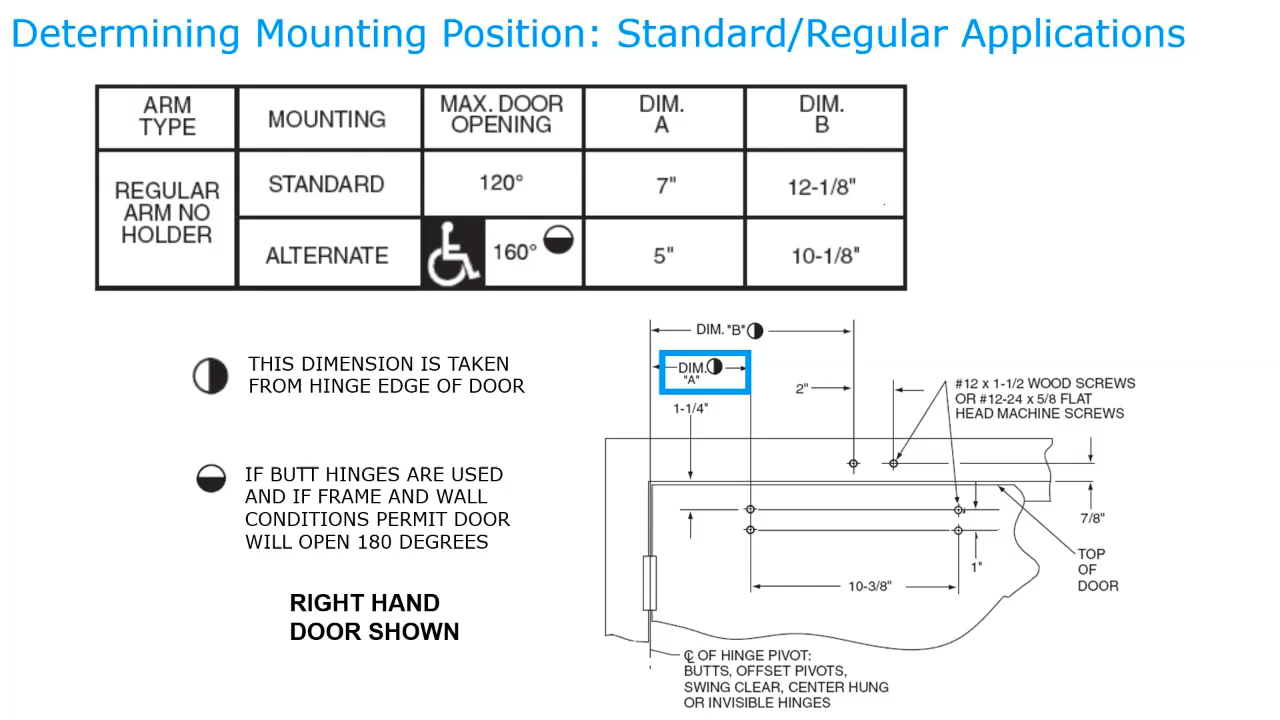 Determining Mounting Position: Standard/Regular Applications
ARM TYPE
MOUNTING
MAX. DOOR OPENING
DIM. A
DIM. B
REGULAR ARM NO HOLDER
STANDARD
120°
7"
12-1/8"
ALTERNATE
160°
5"
10-1/8"
THIS DIMENSION IS TAKEN
FROM HINGE EDGE OF DOOR
IF BUTT HINGES ARE USED
AND IF FRAME AND WALL
CONDITIONS PERMIT DOOR
WILL OPEN 180 DEGREES
RIGHT HAND
DOOR SHOWN
DIM. "B"
DIM.
"A"
2"
1-1/4"
#12 x 1-1/2 WOOD SCREWS
OR #12-24 x 5/8 FLAT
HEAD MACHINE SCREWS
7/8"
1"
TOP
OF
DOOR
10-3/8"
℄ OF HINGE PIVOT:
BUTTS, OFFSET PIVOTS,
SWING CLEAR, CENTER HUNG
OR INVISIBLE HINGES